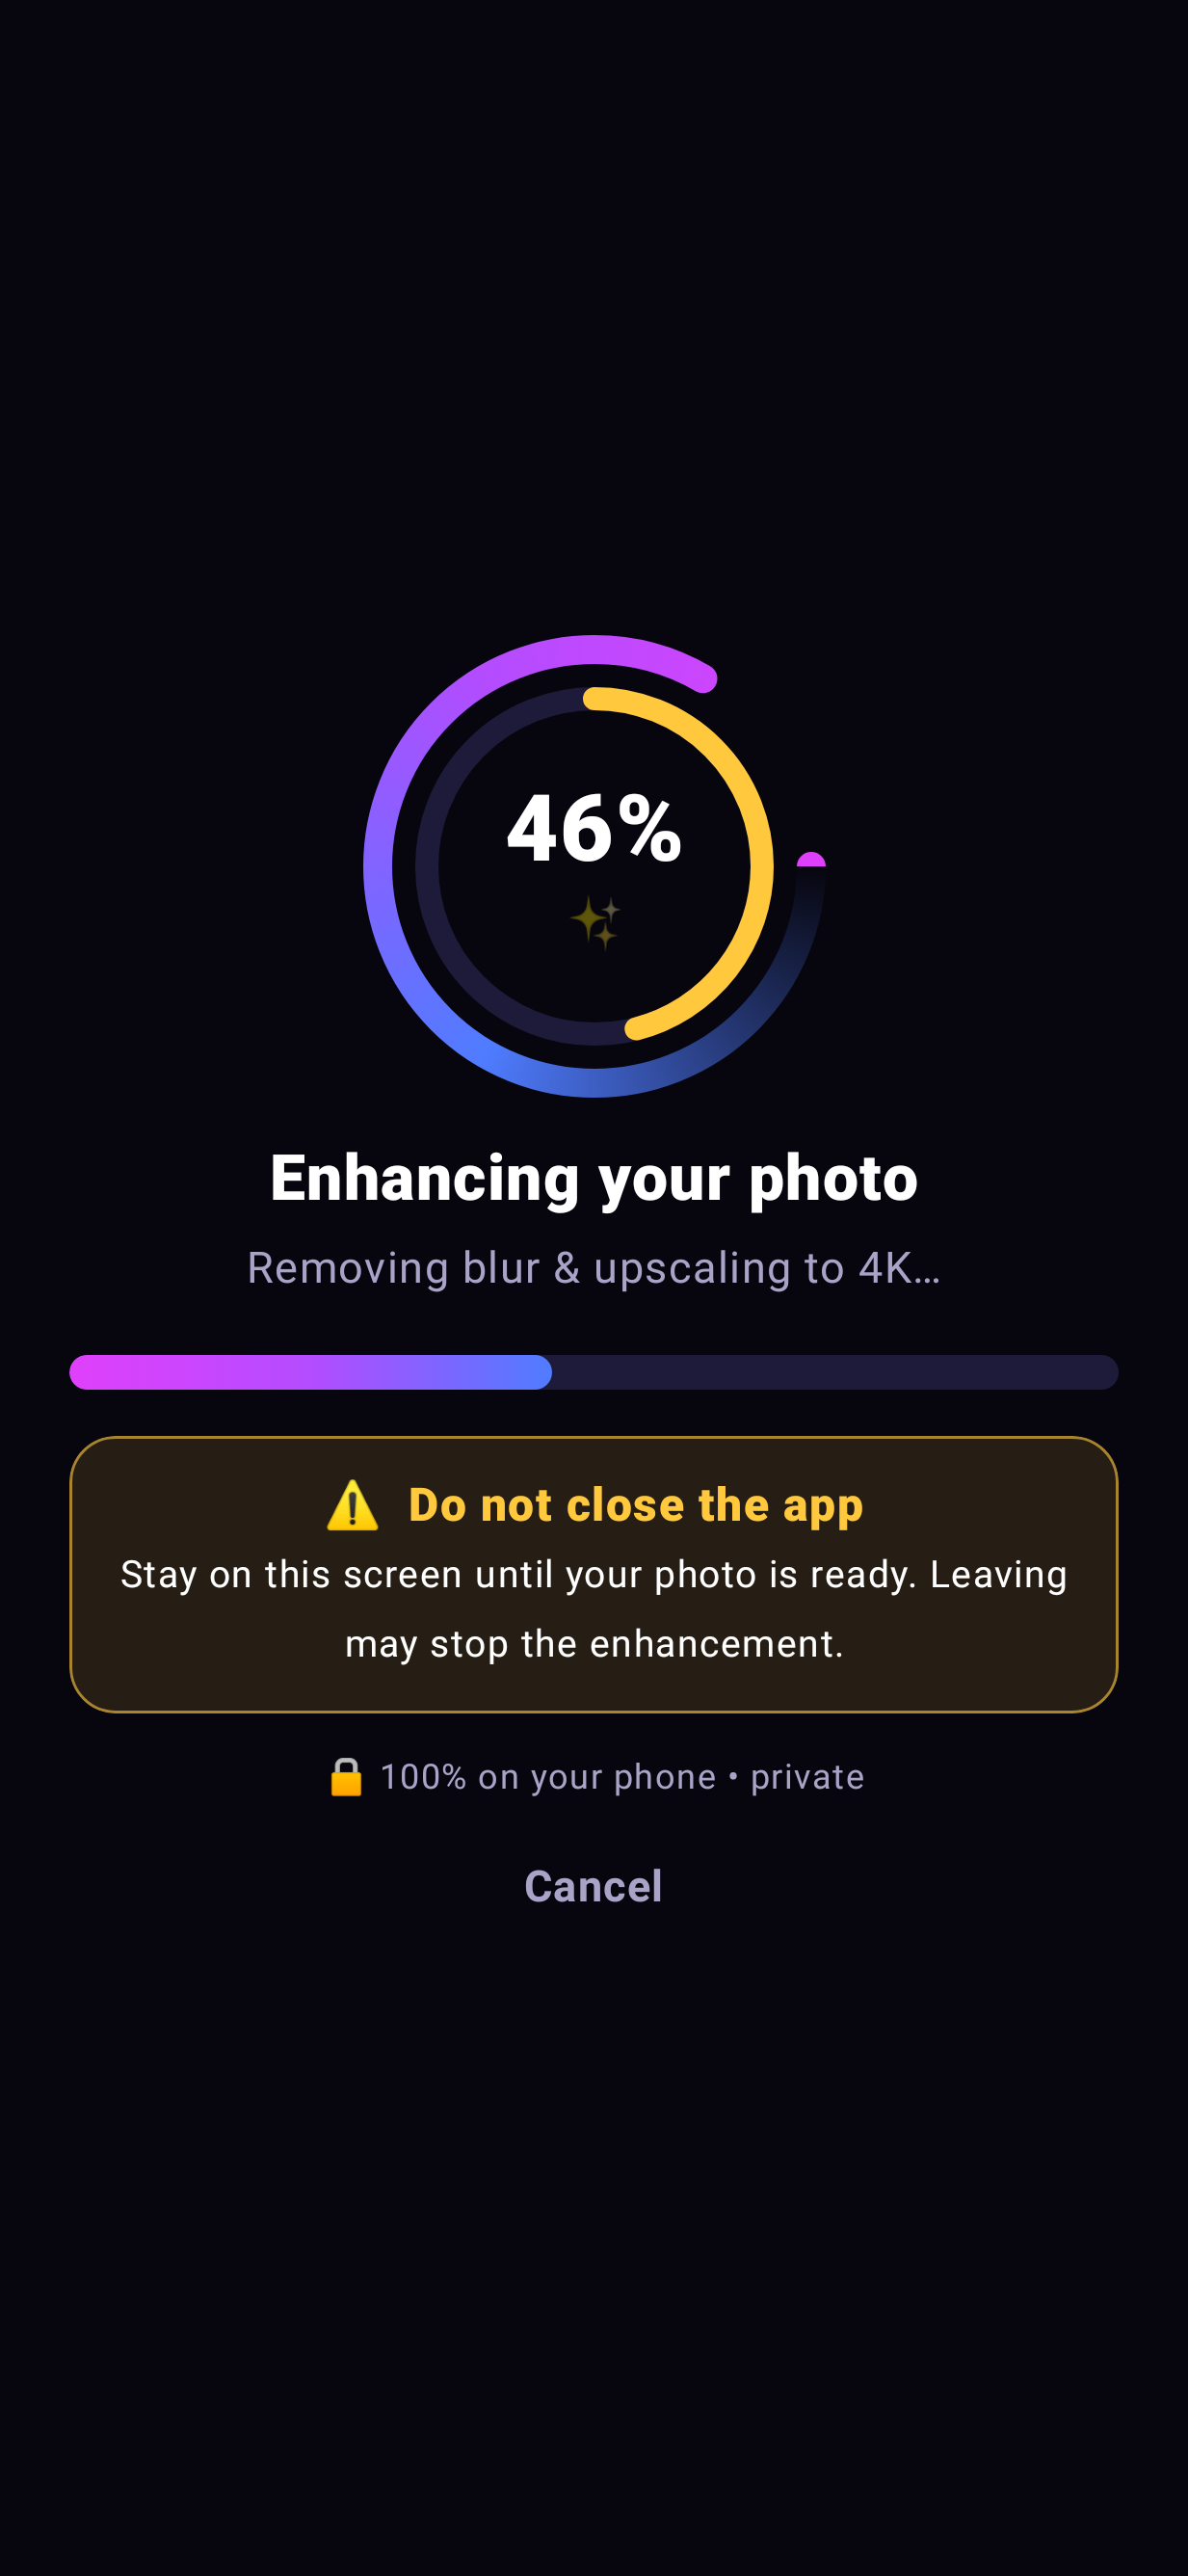 46%
✨
Enhancing your photo
Removing blur & upscaling to 4K…
⚠️ Do not close the app
Stay on this screen until your photo is ready. Leaving
may stop the enhancement.
🔒 100% on your phone • private
Cancel